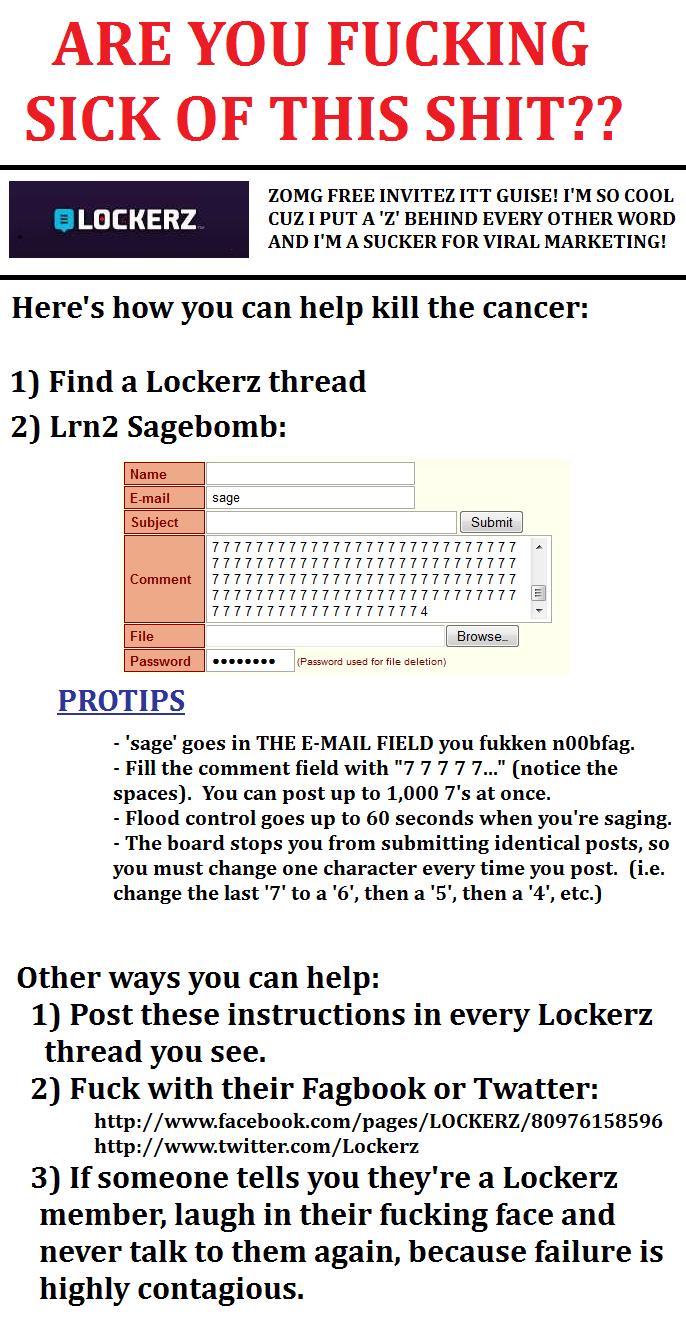 ARE YOU FUCKING
SICK OF THIS SHIT??
LOCKERZ
ZOMG FREE INVITEZ ITT GUISE! I'M SO COOL
CUZ I PUT A 'Z' BEHIND EVERY OTHER WORD
AND I'M A SUCKER FOR VIRAL MARKETING!
Here's how you can help kill the cancer:
1) Find a Lockerz thread
2) Lrn2 Sagebomb:
Name
E-mail sage
Subject Submit
7 7 7 7 7 7 7 7 7 7 7 7 7 7 7 7 7 7 7 7 7 7 7 7 7 7 7 7
7 7 7 7 7 7 7 7 7 7 7 7 7 7 7 7 7 7 7 7 7 7 7 7 7 7 7 7
Comment 7 7 7 7 7 7 7 7 7 7 7 7 7 7 7 7 7 7 7 7 7 7 7 7 7 7 7 7
7 7 7 7 7 7 7 7 7 7 7 7 7 7 7 7 7 7 7 7 7 7 7 7 7 7 7 7
7 7 7 7 7 7 7 7 7 7 7 7 7 7 7 7 7 7 7 4
File Browse...
Password ●●●●●●●● (Password used for file deletion)
PROTIPS
- 'sage' goes in THE E-MAIL FIELD you fukken n00bfag.
- Fill the comment field with "7 7 7 7 7..." (notice the
spaces). You can post up to 1,000 7's at once.
- Flood control goes up to 60 seconds when you're saging.
- The board stops you from submitting identical posts, so
you must change one character every time you post. (i.e.
change the last '7' to a '6', then a '5', then a '4', etc.)
Other ways you can help:
1) Post these instructions in every Lockerz
thread you see.
2) Fuck with their Fagbook or Twatter:
http://www.facebook.com/pages/LOCKERZ/80976158596
http://www.twitter.com/Lockerz
3) If someone tells you they're a Lockerz
member, laugh in their fucking face and
never talk to them again, because failure is
highly contagious.